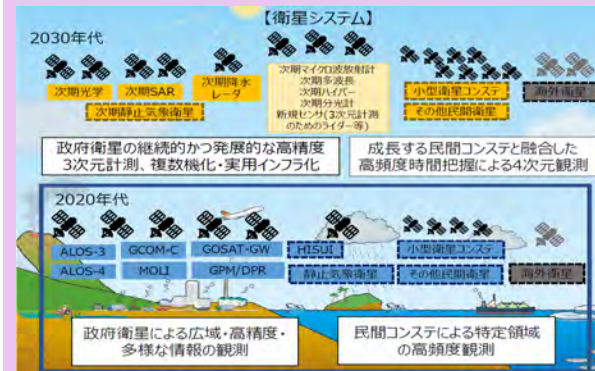 【衛星システム】
2030年代
次期光学
次期SAR
次期降水
レーダ
次期静止気象衛星
次期マイクロ波放射計
次期多波長
次期ハイパー
次期分光計
新規センサ(3次元計測
のためのライダー等)
小型衛星コンステ
その他民間衛星
海外衛星
政府衛星の継続的かつ発展的な高精度
3次元計測、複数機化・実用インフラ化
成長する民間コンステと融合した
高頻度時間把握による4次元観測
2020年代
ALOS-3
GCOM-C
GOSAT-GW
HISUI
小型衛星コンステ
ALOS-4
MOLI
GPM/DPR
静止気象衛星
その他民間衛星
海外衛星
政府衛星による広域・高精度・
多様な情報の観測
民間コンステによる特定領域
の高頻度観測